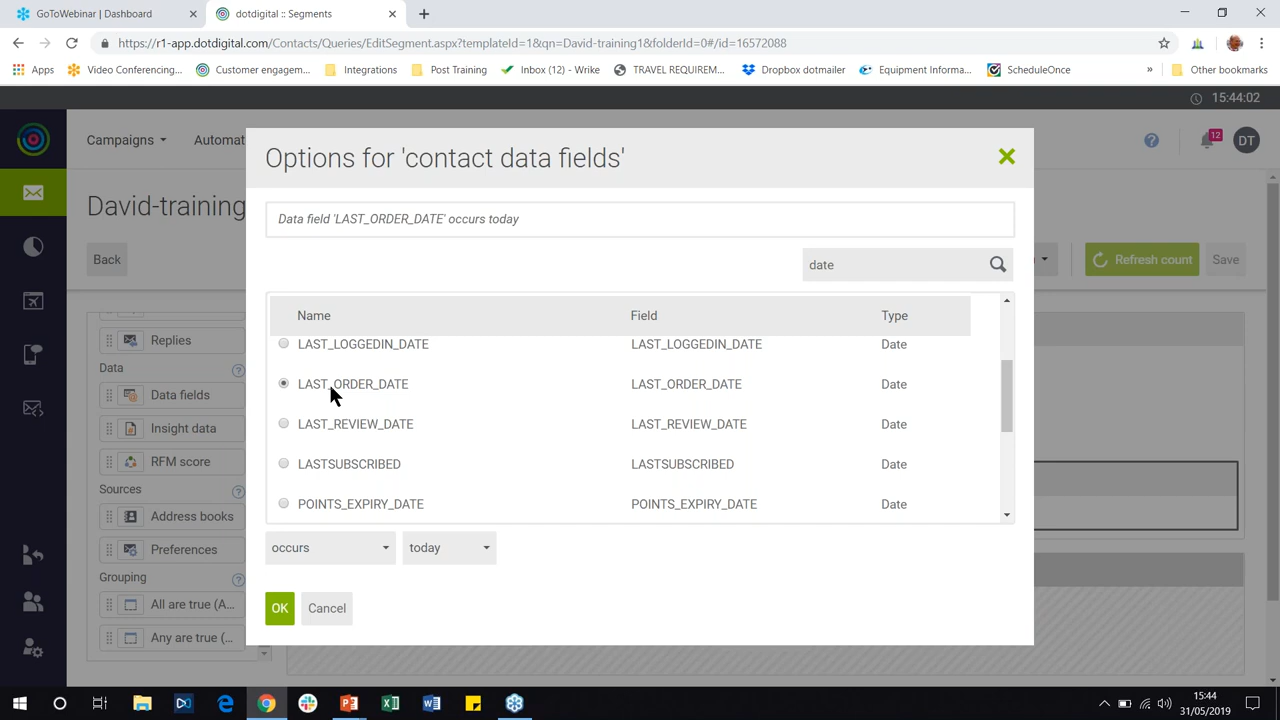 GoToWebinar | Dashboard
dotdigital :: Segments
https://r1-app.dotdigital.com/Contacts/Queries/EditSegment.aspx?templateId=1&qn=David-training1&folderId=0#/id=16572088
Apps
Video Conferencing...
Customer engagem...
Integrations
Post Training
Inbox (12) - Wrike
TRAVEL REQUIREM...
Dropbox dotmailer
Equipment Informa...
ScheduleOnce
»
Other bookmarks
15:44:02
Campaigns
Automat
12
DT
David-training
Back
Refresh count
Save
Options for 'contact data fields'
Data field 'LAST_ORDER_DATE' occurs today
date
Name Field Type
LAST_LOGGEDIN_DATE LAST_LOGGEDIN_DATE Date
LAST_ORDER_DATE LAST_ORDER_DATE Date
LAST_REVIEW_DATE LAST_REVIEW_DATE Date
LASTSUBSCRIBED LASTSUBSCRIBED Date
POINTS_EXPIRY_DATE POINTS_EXPIRY_DATE Date
occurs today
OK Cancel
Replies
Data
Data fields
Insight data
RFM score
Sources
Address books
Preferences
Grouping
All are true (A...
Any are true (...
15:44
31/05/2019